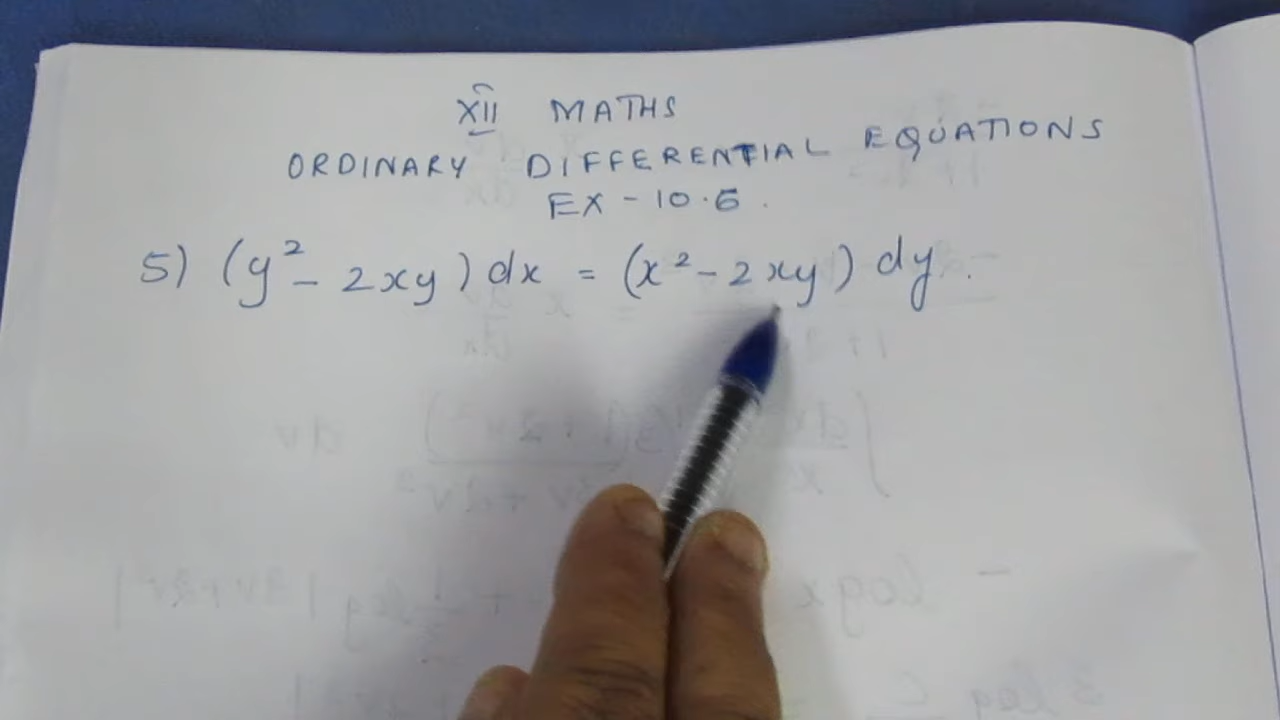 XII MATHS
ORDINARY DIFFERENTIAL EQUATIONS
EX - 10.6.
5) (y² - 2xy) dx = (x² - 2xy) dy.